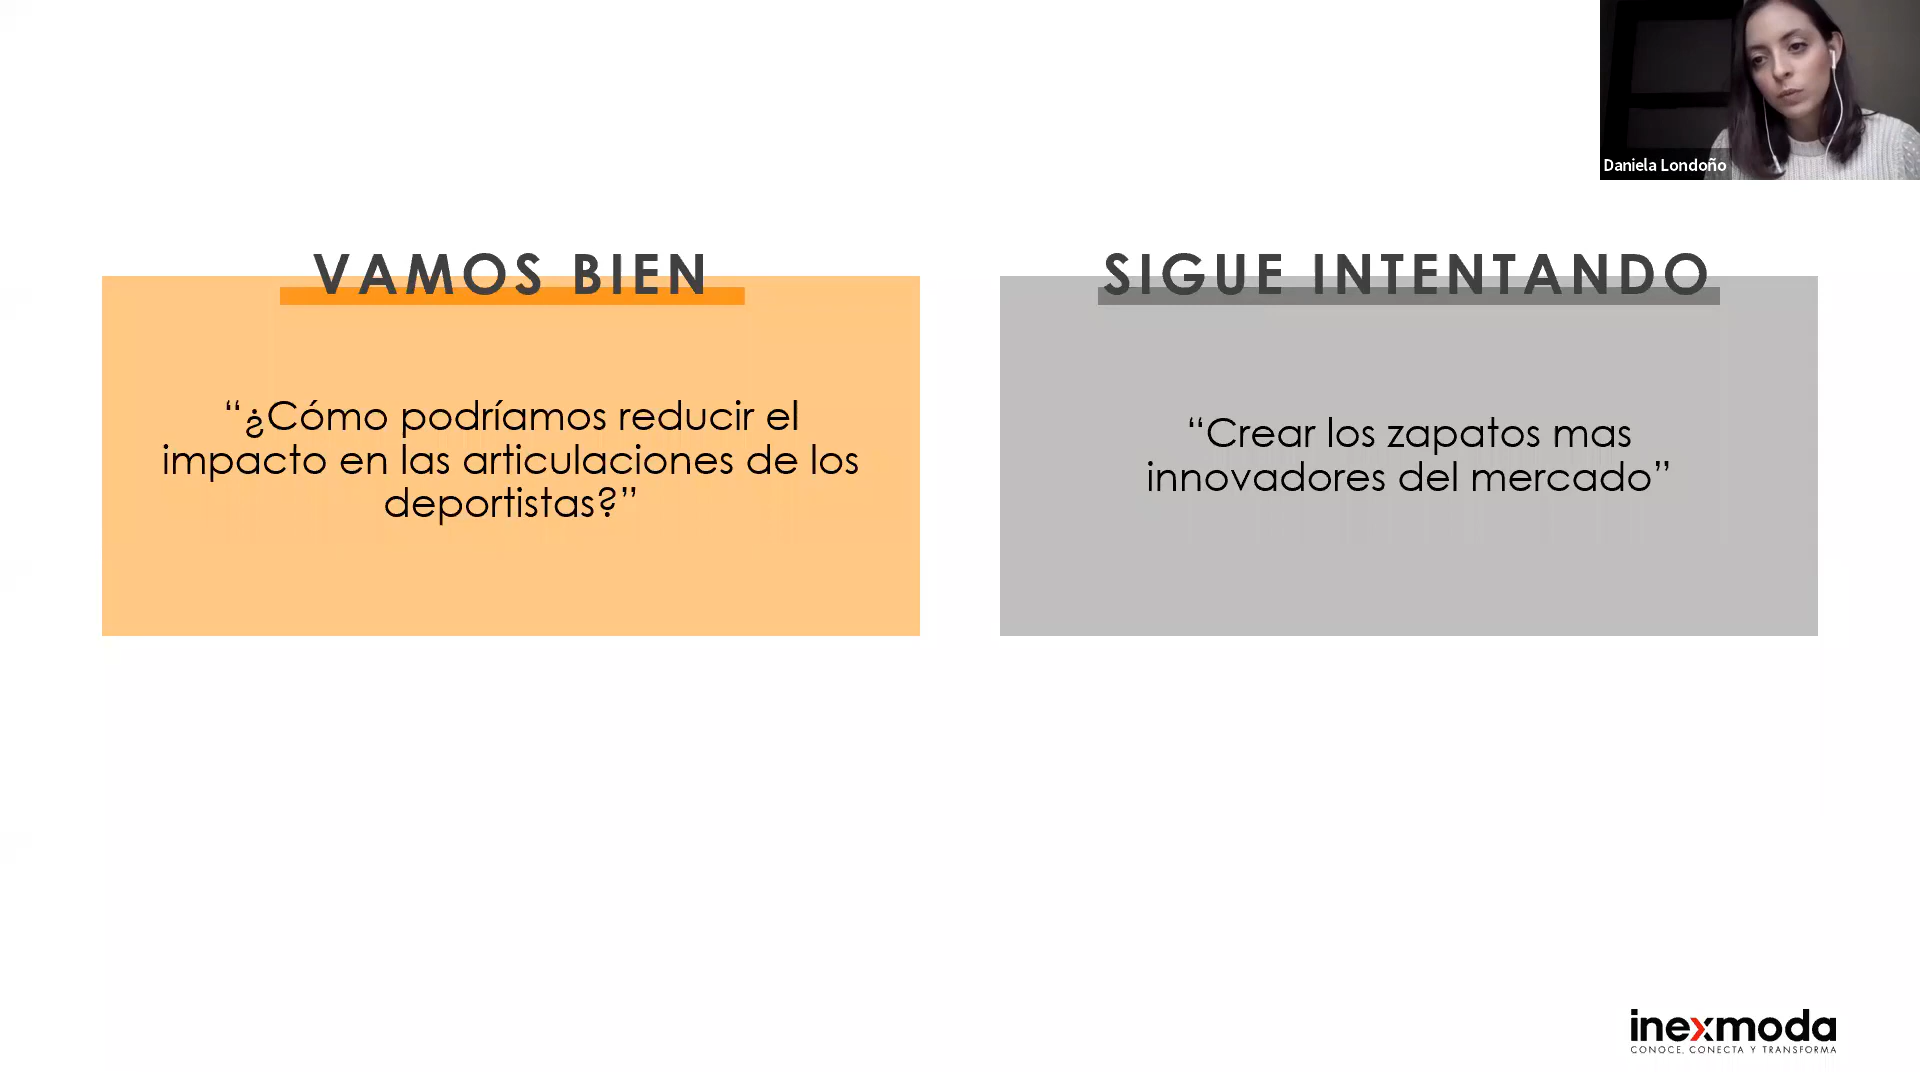 Daniela Londoño
VAMOS BIEN
“¿Cómo podríamos reducir el
impacto en las articulaciones de los
deportistas?”
SIGUE INTENTANDO
“Crear los zapatos mas
innovadores del mercado”
inexmoda
CONOCE, CONECTA Y TRANSFORMA